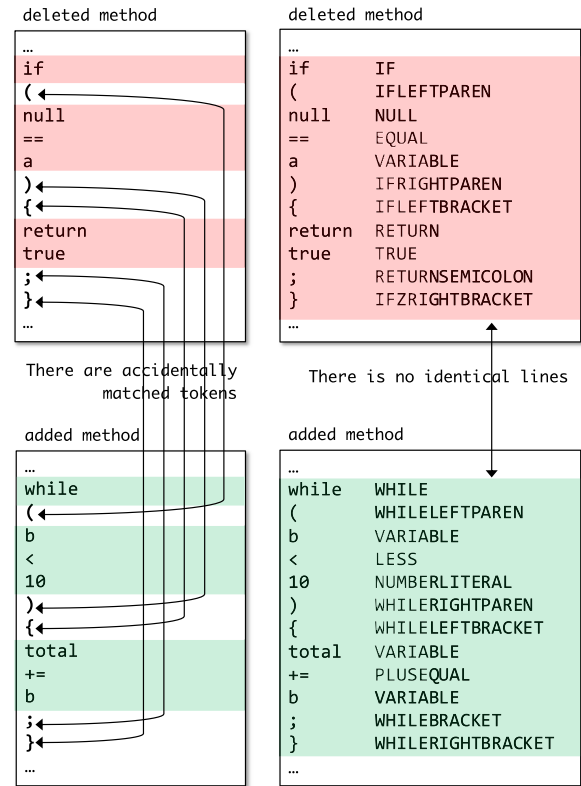 deleted method
…
if
(
null
==
a
)
{
return
true
;
}
…
There are accidentally
matched tokens
added method
…
while
(
b
<
10
)
{
total
+=
b
;
}
…
deleted method
…
if IF
( IFLEFTPAREN
null NULL
== EQUAL
a VARIABLE
) IFRIGHTPAREN
{ IFLEFTBRACKET
return RETURN
true TRUE
; RETURNSEMICOLON
} IFZRIGHTBRACKET
…
There is no identical lines
added method
…
while WHILE
( WHILELEFTPAREN
b VARIABLE
< LESS
10 NUMBERLITERAL
) WHILERIGHTPAREN
{ WHILELEFTBRACKET
total VARIABLE
+= PLUSEQUAL
b VARIABLE
; WHILEBRACKET
} WHILERIGHTBRACKET
…